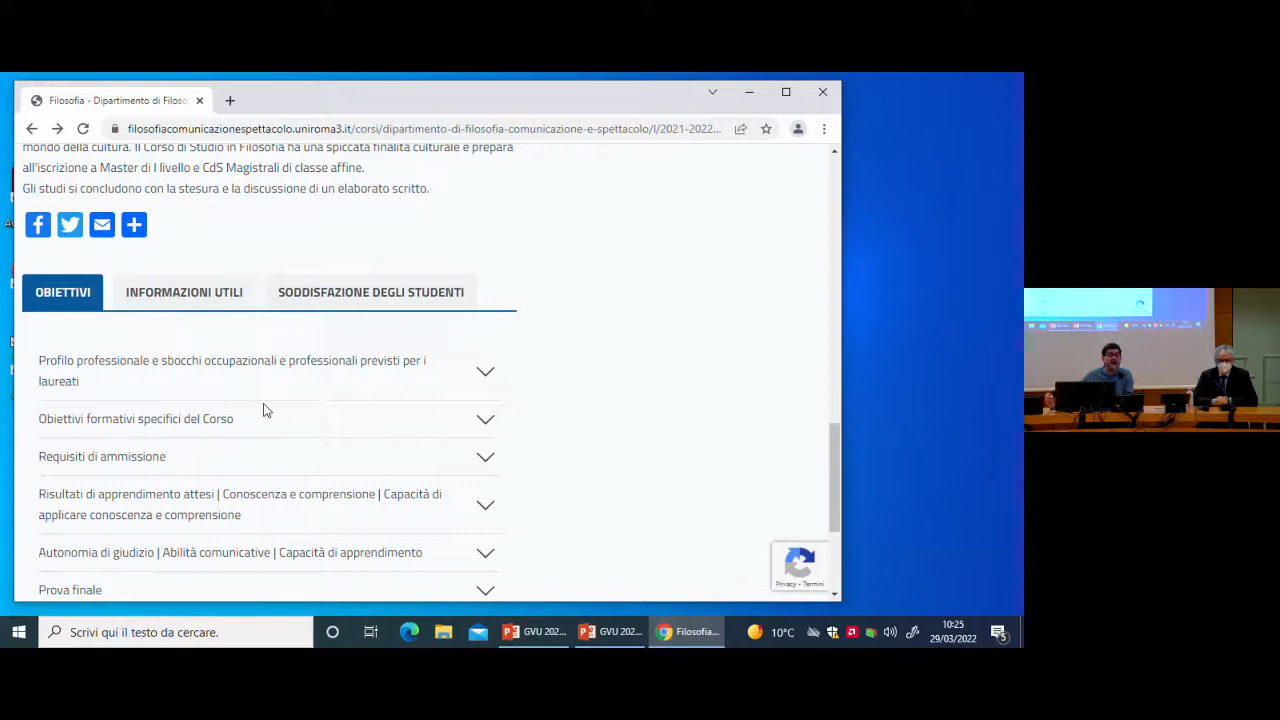 Filosofia - Dipartimento di Filoso
filosofiacomunicazionespettacolo.uniroma3.it/corsi/dipartimento-di-filosofia-comunicazione-e-spettacolo/l/2021-2022...
mondo della cultura. Il Corso di Studio in Filosofia ha una spiccata finalità culturale e prepara
all'iscrizione a Master di I livello e CdS Magistrali di classe affine.
Gli studi si concludono con la stesura e la discussione di un elaborato scritto.
OBIETTIVI
INFORMAZIONI UTILI
SODDISFAZIONE DEGLI STUDENTI
Profilo professionale e sbocchi occupazionali e professionali previsti per i
laureati
Obiettivi formativi specifici del Corso
Requisiti di ammissione
Risultati di apprendimento attesi | Conoscenza e comprensione | Capacità di
applicare conoscenza e comprensione
Autonomia di giudizio | Abilità comunicative | Capacità di apprendimento
Prova finale
Privacy - Termini
Scrivi qui il testo da cercare.
GVU 202...
GVU 202...
Filosofia...
10°C
10:25
29/03/2022
5